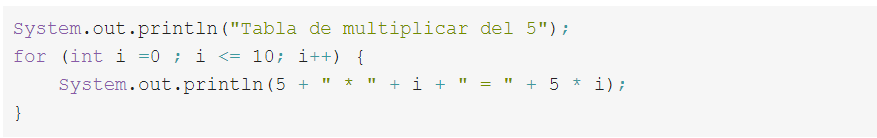 System.out.println("Tabla de multiplicar del 5");
for (int i =0 ; i <= 10; i++) {
    System.out.println(5 + " * " + i + " = " + 5 * i);
}